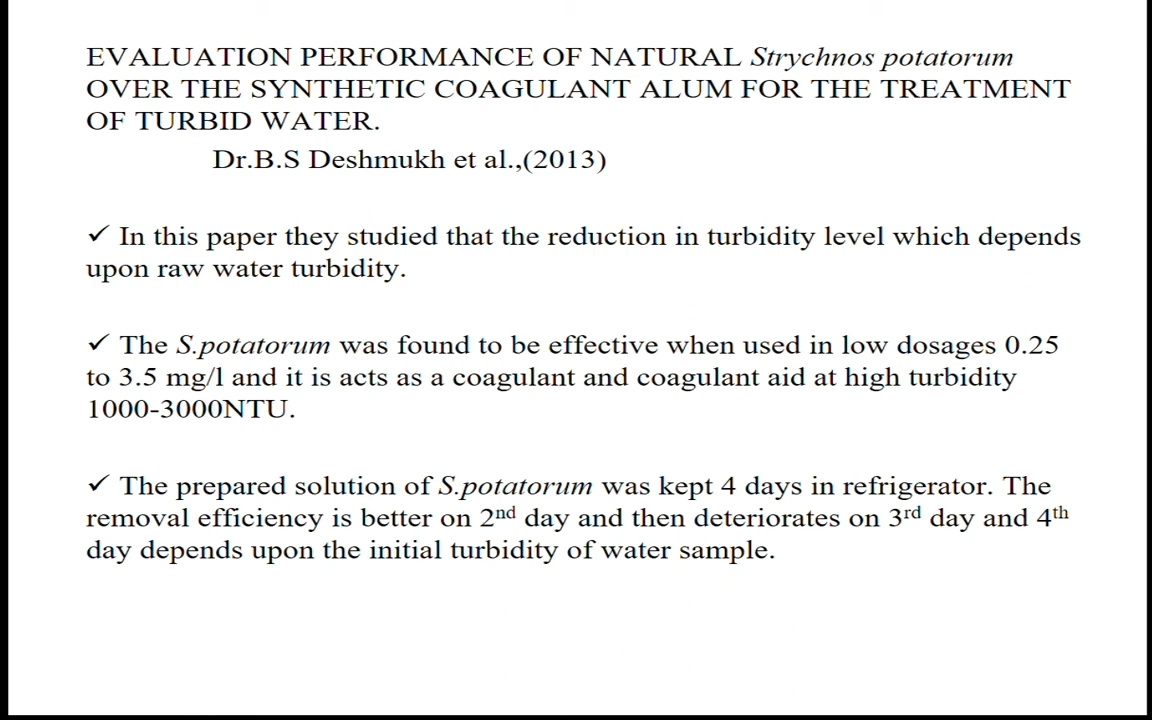 EVALUATION PERFORMANCE OF NATURAL Strychnos potatorum
OVER THE SYNTHETIC COAGULANT ALUM FOR THE TREATMENT
OF TURBID WATER.
Dr.B.S Deshmukh et al.,(2013)
✓ In this paper they studied that the reduction in turbidity level which depends
upon raw water turbidity.
✓ The S.potatorum was found to be effective when used in low dosages 0.25
to 3.5 mg/l and it is acts as a coagulant and coagulant aid at high turbidity
1000-3000NTU.
✓ The prepared solution of S.potatorum was kept 4 days in refrigerator. The
removal efficiency is better on 2nd day and then deteriorates on 3rd day and 4th
day depends upon the initial turbidity of water sample.